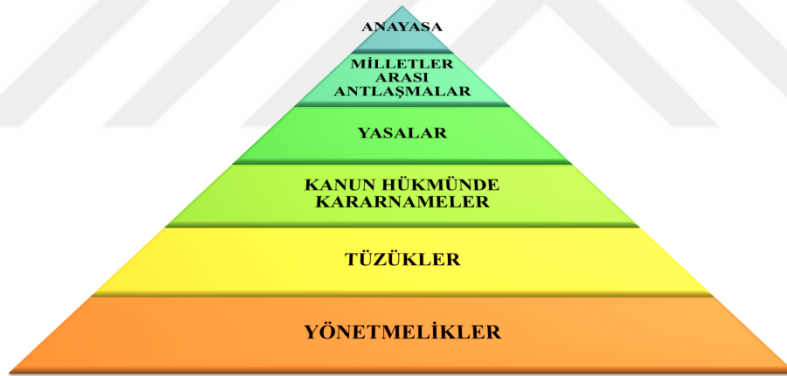 ANAYASA
MİLLETLER
ARASI
ANTLAŞMALAR
YASALAR
KANUN HÜKMÜNDE
KARARNAMELER
TÜZÜKLER
YÖNETMELİKLER